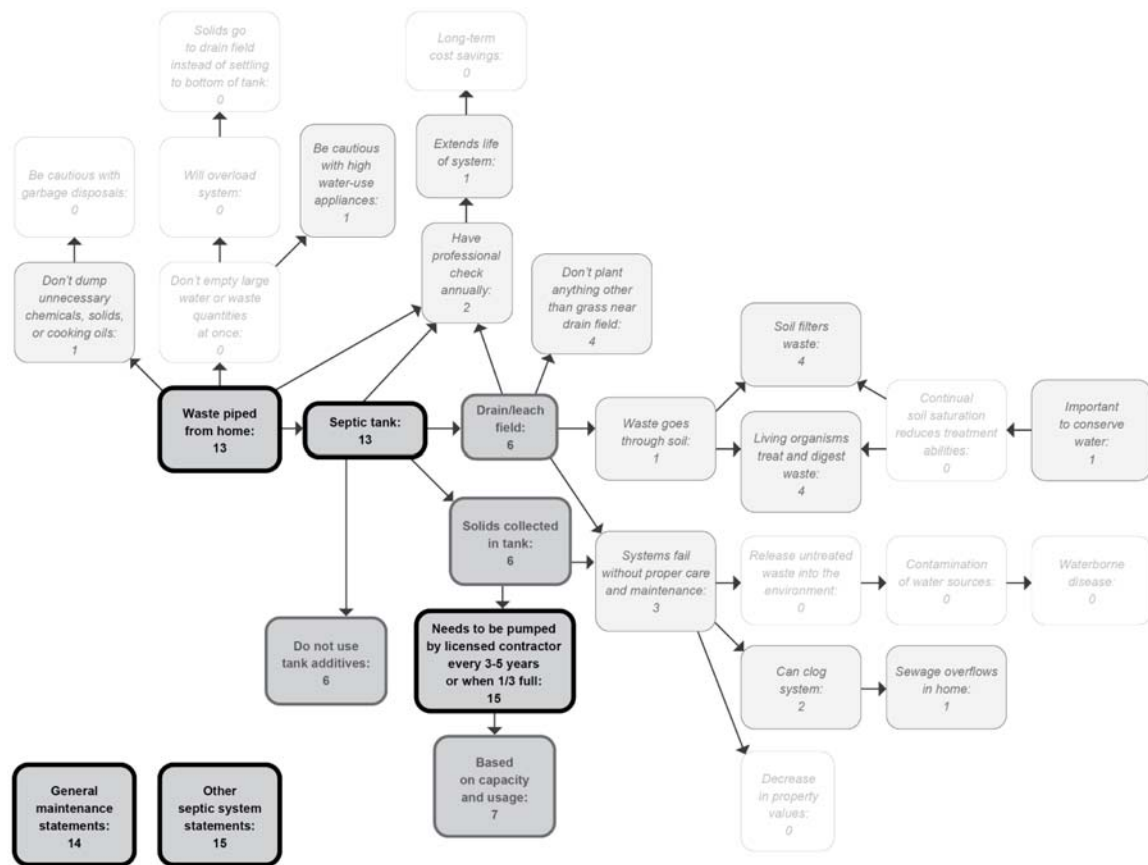 Solids go
to drain field
instead of settling
to bottom of tank:
0
Long-term
cost savings:
0
Be cautious with
garbage disposals:
0
Will overload
system:
0
Be cautious
with high
water-use
appliances:
1
Extends life
of system:
1
Don't dump
unnecessary
chemicals, solids,
or cooking oils:
1
Don't empty large
water or waste
quantities
at once:
0
Have
professional
check
annually:
2
Don't plant
anything other
than grass near
drain field:
4
Soil filters
waste:
4
Waste piped
from home:
13
Septic tank:
13
Drain/leach
field:
6
Waste goes
through soil:
1
Living organisms
treat and digest
waste:
4
Continual
soil saturation
reduces treatment
abilities:
0
Important
to conserve
water:
1
Solids collected
in tank:
6
Systems fail
without proper care
and maintenance:
3
Release untreated
waste into the
environment:
0
Contamination
of water sources:
0
Waterborne
disease:
0
Do not use
tank additives:
6
Needs to be pumped
by licensed contractor
every 3-5 years
or when 1/3 full:
15
Can clog
system:
2
Sewage overflows
in home:
1
Based
on capacity
and usage:
7
Decrease
in property
values:
0
General
maintenance
statements:
14
Other
septic system
statements:
15